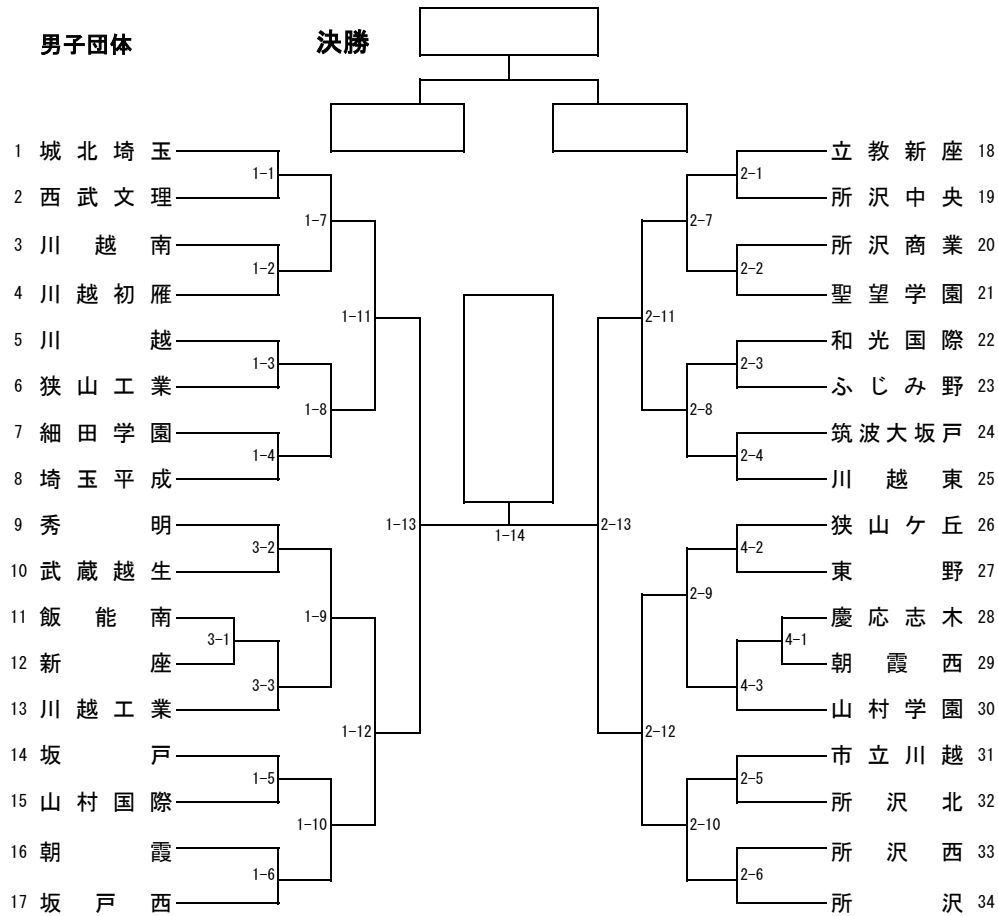 男子団体 決勝
1 城北埼玉
1-1
2 西武文理
1-7
3 川越南
1-2
4 川越初雁
1-11
5 川越
1-3
6 狭山工業
1-8
7 細田学園
1-4
8 埼玉平成
1-13
9 秀明
3-2
10 武蔵越生
1-9
11 飯能南
3-1
12 新座
3-3
13 川越工業
1-12
14 坂戸
1-5
15 山村国際
1-10
16 朝霞
1-6
17 坂戸西
1-14
立教新座 18
2-1
所沢中央 19
2-7
所沢商業 20
2-2
聖望学園 21
2-11
和光国際 22
2-3
ふじみ野 23
2-8
筑波大坂戸 24
2-4
川越東 25
2-13
狭山ケ丘 26
4-2
東野 27
2-9
慶応志木 28
4-1
朝霞西 29
4-3
山村学園 30
2-12
市立川越 31
2-5
所沢北 32
2-10
所沢西 33
2-6
所沢 34